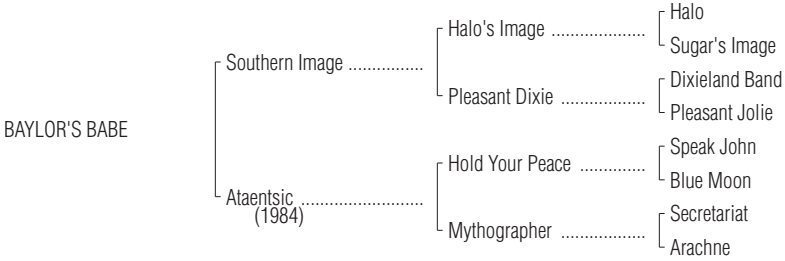 Halo
Halo's Image ....................
Sugar's Image
Southern Image ................
Dixieland Band
Pleasant Dixie ..................
Pleasant Jolie
BAYLOR'S BABE
Speak John
Hold Your Peace ..............
Blue Moon
Ataentsic ..........................
(1984)
Secretariat
Mythographer ..................
Arachne